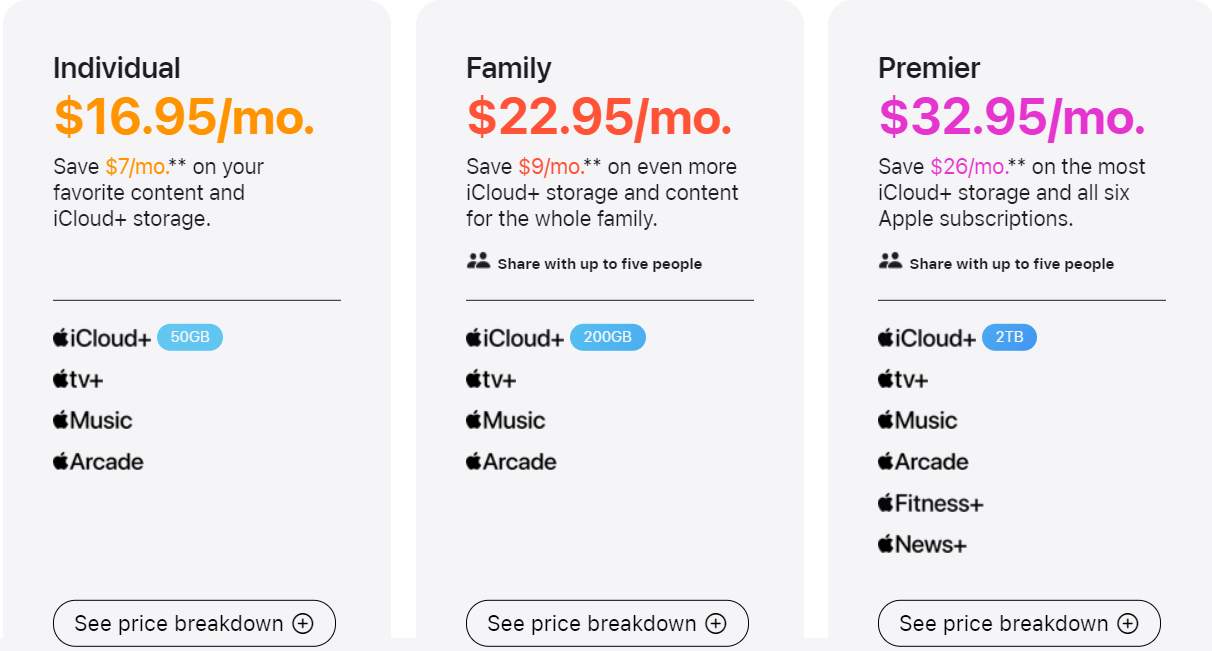 Individual
$16.95/mo.
Save $7/mo.** on your
favorite content and
iCloud+ storage.
iCloud+ 50GB
tv+
Music
Arcade
See price breakdown
Family
$22.95/mo.
Save $9/mo.** on even more
iCloud+ storage and content
for the whole family.
Share with up to five people
iCloud+ 200GB
tv+
Music
Arcade
See price breakdown
Premier
$32.95/mo.
Save $26/mo.** on the most
iCloud+ storage and all six
Apple subscriptions.
Share with up to five people
iCloud+ 2TB
tv+
Music
Arcade
Fitness+
News+
See price breakdown